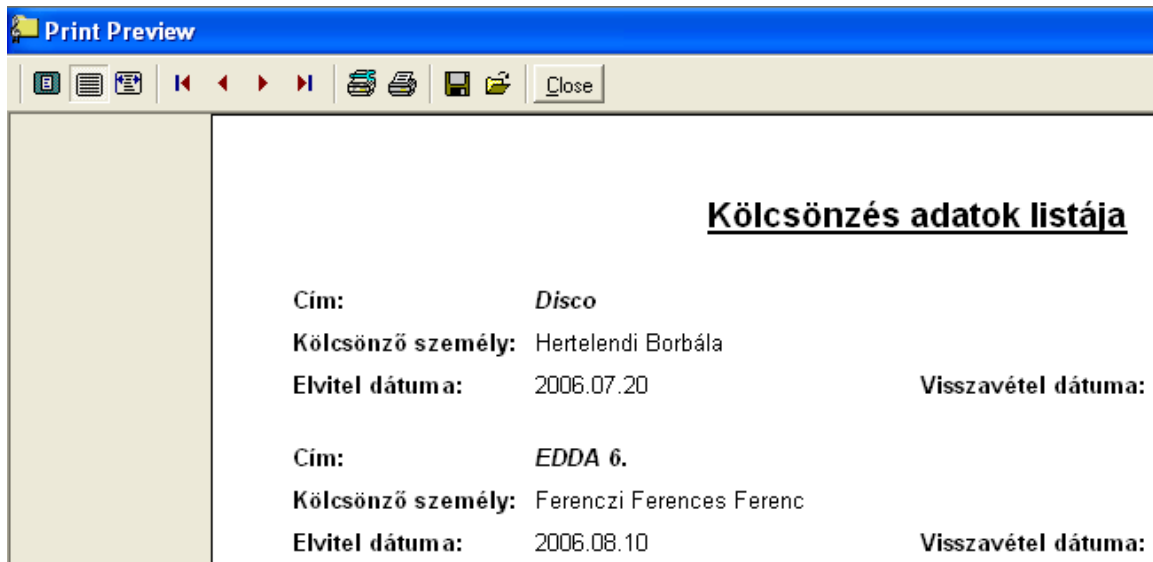 Print Preview
Close
Kölcsönzés adatok listája
Cím: Disco
Kölcsönző személy: Hertelendi Borbála
Elvitel dátuma: 2006.07.20 Visszavétel dátuma:
Cím: EDDA 6.
Kölcsönző személy: Ferenczi Ferences Ferenc
Elvitel dátuma: 2006.08.10 Visszavétel dátuma: